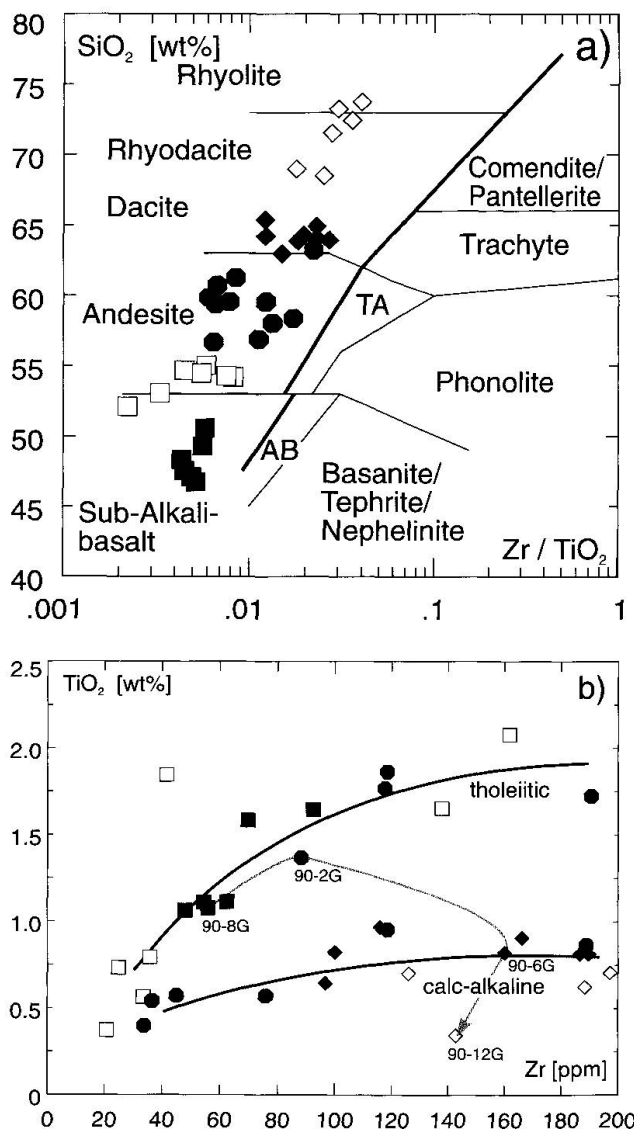 80
SiO₂ [wt%]
a)
Rhyolite
75
70
Rhyodacite
Comendite/
Pantellerite
Dacite
65
Trachyte
60
TA
Andesite
55
Phonolite
50
AB
Basanite/
Tephrite/
Nephelinite
45
Sub-Alkali-
basalt
Zr / TiO₂
40
.001 .01 .1 1
2.5
TiO₂ [wt%]
b)
2.0
tholeiitic
1.5
90-2G
1.0
90-8G
90-6G
calc-alkaline
0.5
90-12G
Zr [ppm]
0
0 20 40 60 80 100 120 140 160 180 200